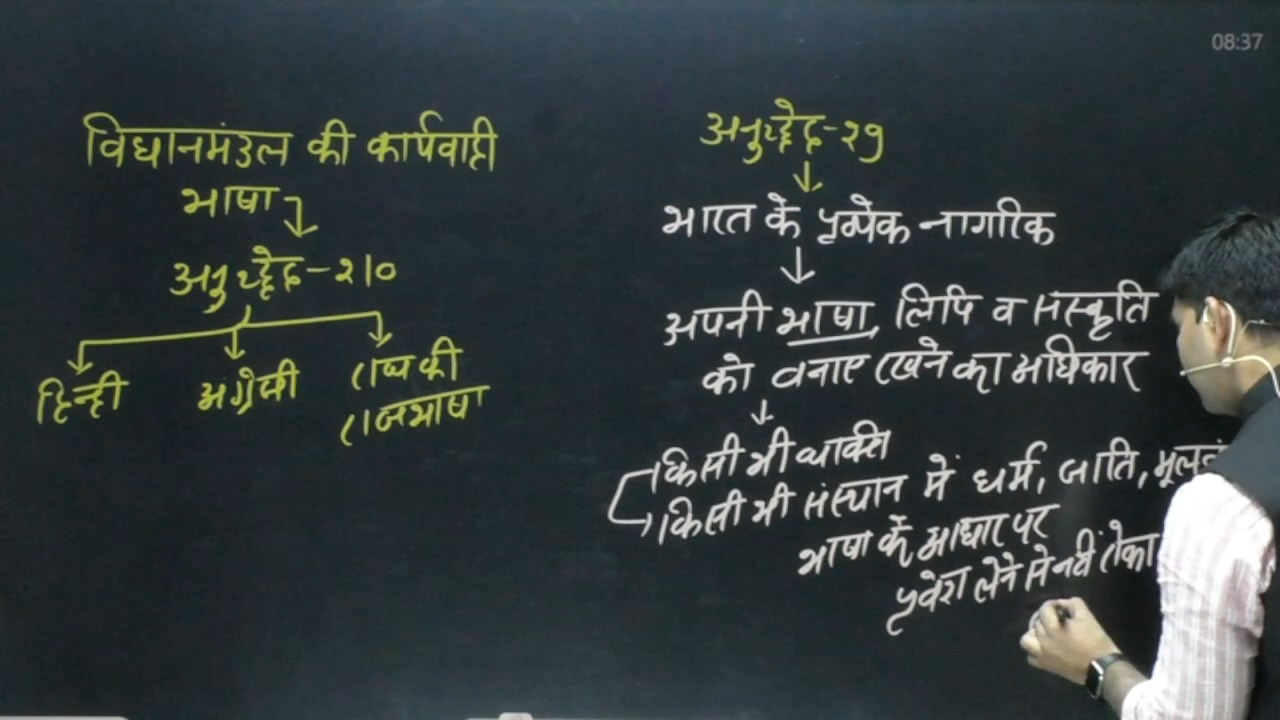 08:37
विधानमंडल की कार्यवाही
भाषा
अनुच्छेद-210
हिन्दी अंग्रेजी राज्य की
राजभाषा
अनुच्छेद-29
भारत के प्रत्येक नागरिक
अपनी भाषा, लिपि व संस्कृति
को बनाए रखने का अधिकार
किसी भी व्यक्ति
किसी भी संस्थान में धर्म, जाति,
भाषा के आधार पर
प्रवेश लेने से नहीं रोका